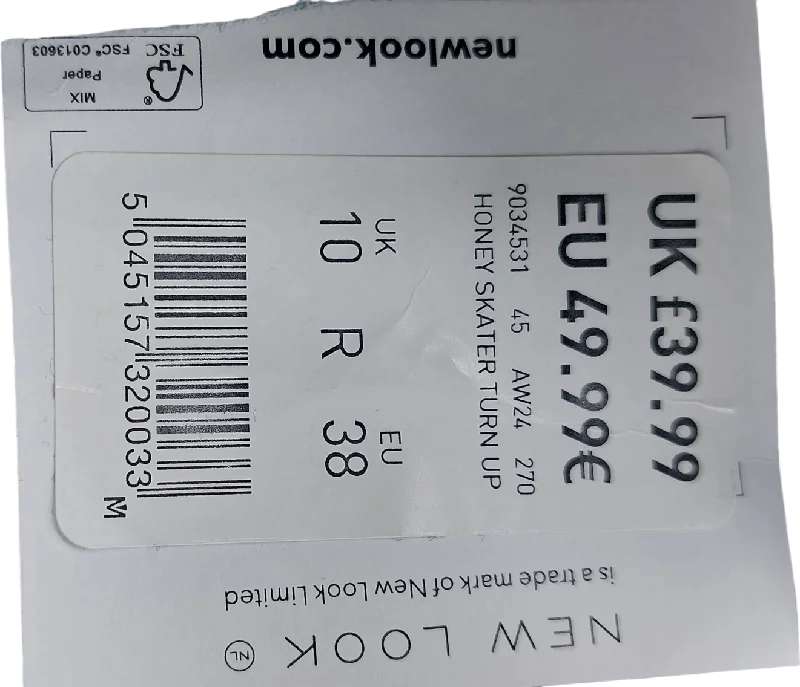 NEW LOOK NL
is a trade mark of New Look Limited
UK £39.99
EU 49.99€
9034531 45 AW24 270
HONEY SKATER TURN UP
UK EU
10 R 38
5 045157 320033
M
newlook.com
MIX
Paper
FSC FSC® C013603